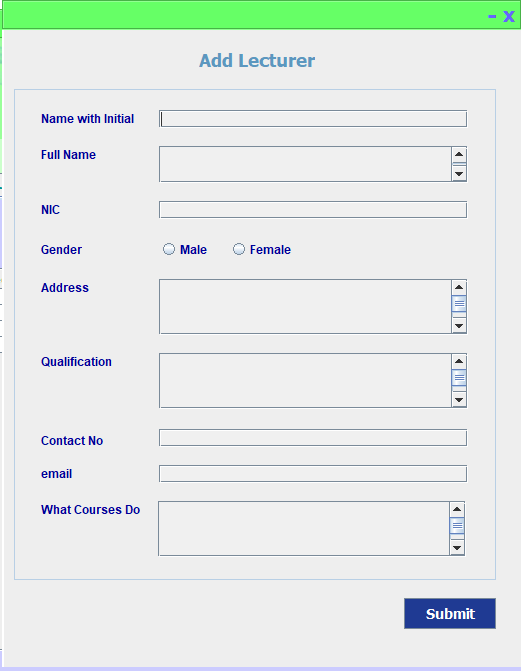 - x
Add Lecturer
Name with Initial
Full Name
NIC
Gender Male Female
Address
Qualification
Contact No
email
What Courses Do
Submit